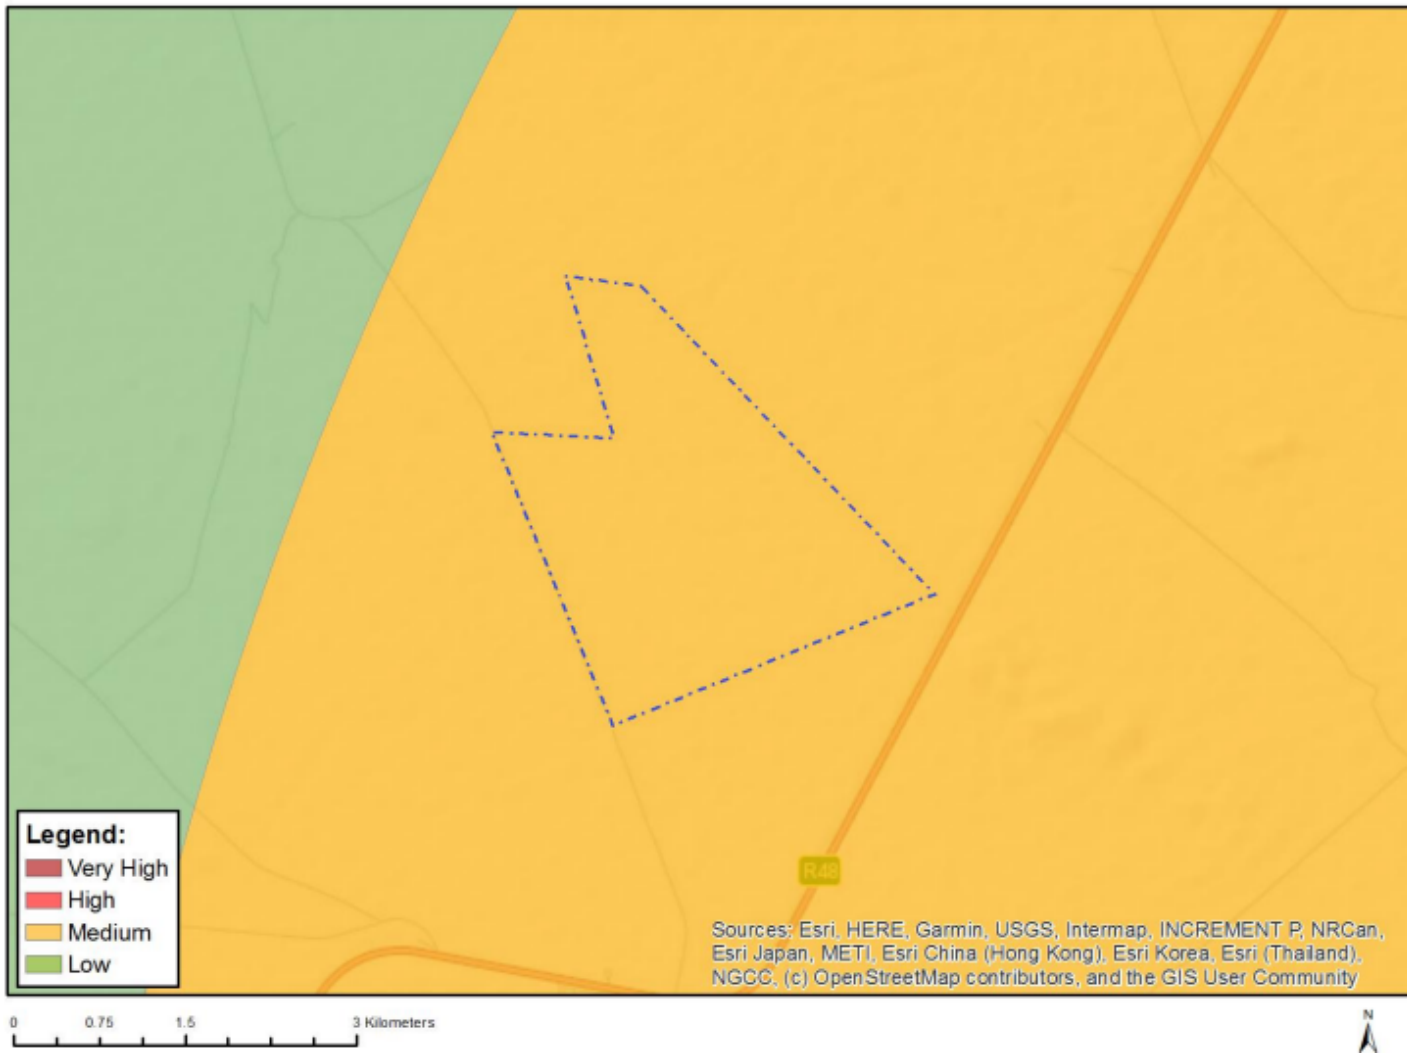 R48
Legend:
Very High
High
Medium
Low
Sources: Esri, HERE, Garmin, USGS, Intermap, INCREMENT P, NRCan,
Esri Japan, METI, Esri China (Hong Kong), Esri Korea, Esri (Thailand),
NGCC, (c) OpenStreetMap contributors, and the GIS User Community
0 0.75 1.5 3 Kilometers
N